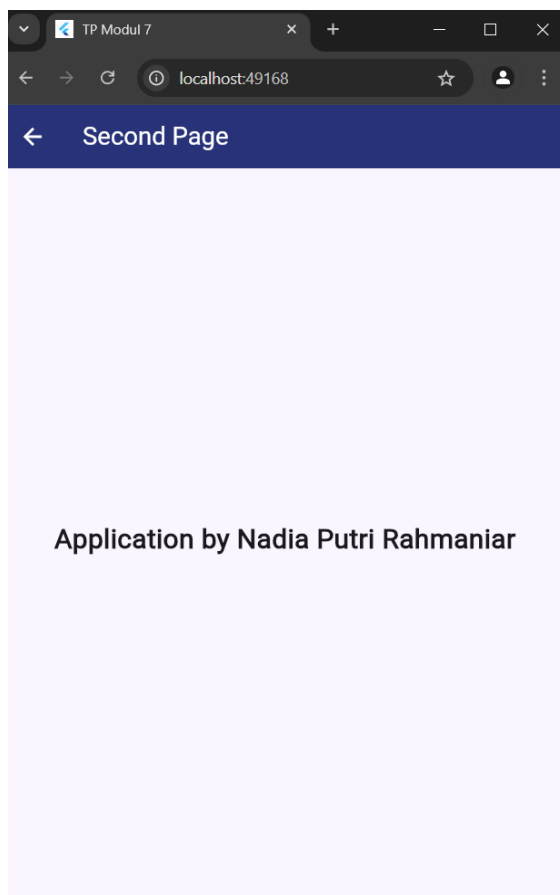 TP Modul 7
localhost:49168
Second Page
Application by Nadia Putri Rahmaniar